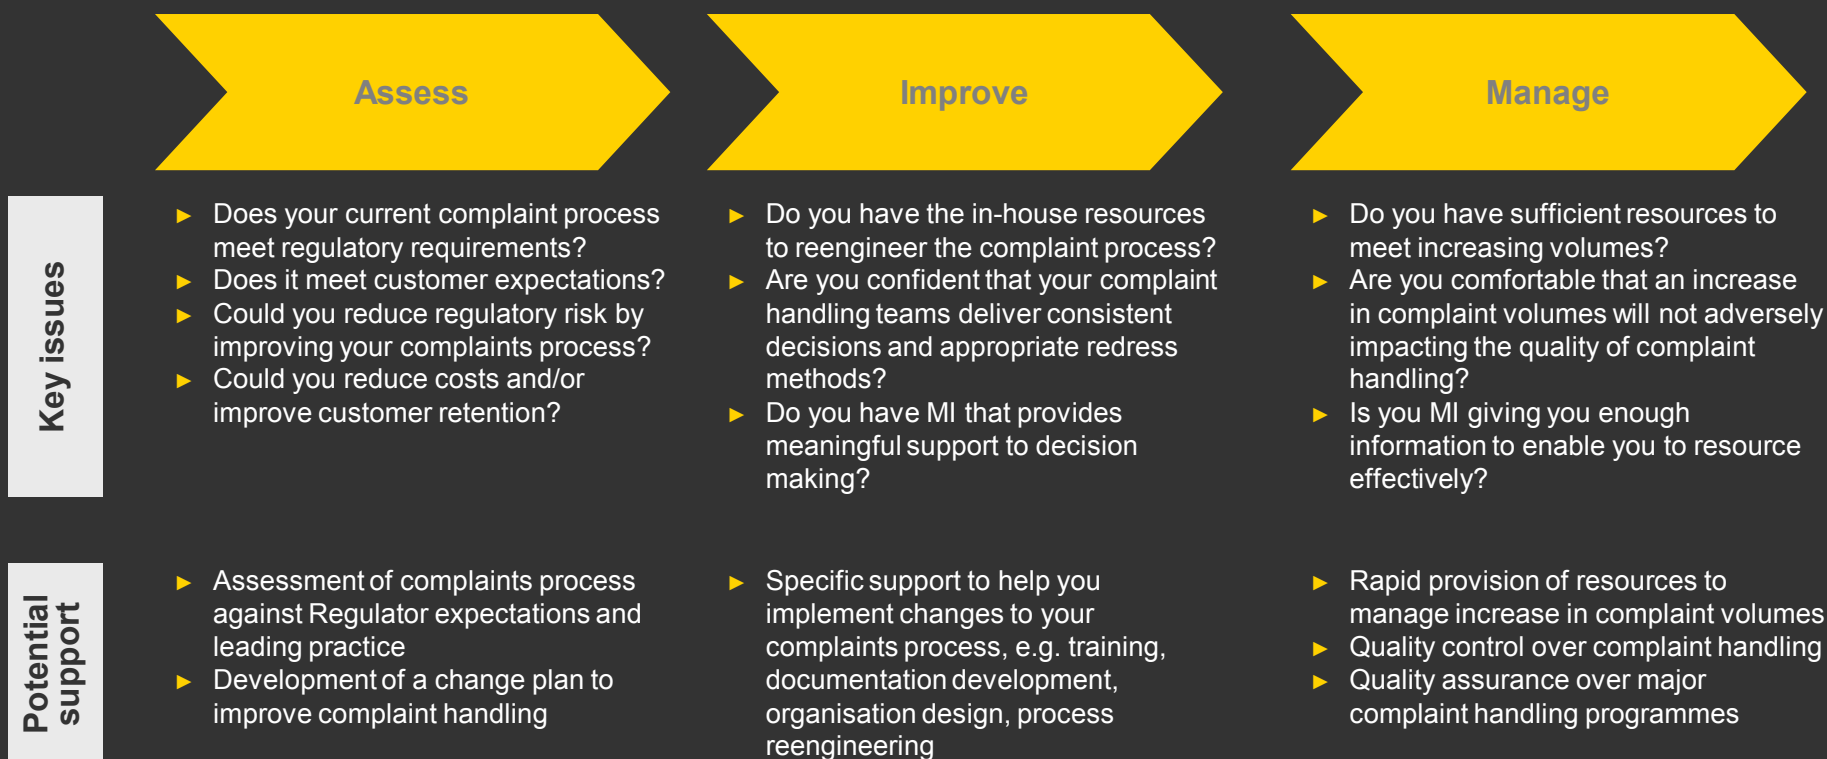 Assess
Improve
Manage
Key issues
► Does your current complaint process
meet regulatory requirements?
► Does it meet customer expectations?
► Could you reduce regulatory risk by
improving your complaints process?
► Could you reduce costs and/or
improve customer retention?
► Do you have the in-house resources
to reengineer the complaint process?
► Are you confident that your complaint
handling teams deliver consistent
decisions and appropriate redress
methods?
► Do you have MI that provides
meaningful support to decision
making?
► Do you have sufficient resources to
meet increasing volumes?
► Are you comfortable that an increase
in complaint volumes will not adversely
impacting the quality of complaint
handling?
► Is you MI giving you enough
information to enable you to resource
effectively?
Potential
support
► Assessment of complaints process
against Regulator expectations and
leading practice
► Development of a change plan to
improve complaint handling
► Specific support to help you
implement changes to your
complaints process, e.g. training,
documentation development,
organisation design, process
reengineering
► Rapid provision of resources to
manage increase in complaint volumes
► Quality control over complaint handling
► Quality assurance over major
complaint handling programmes